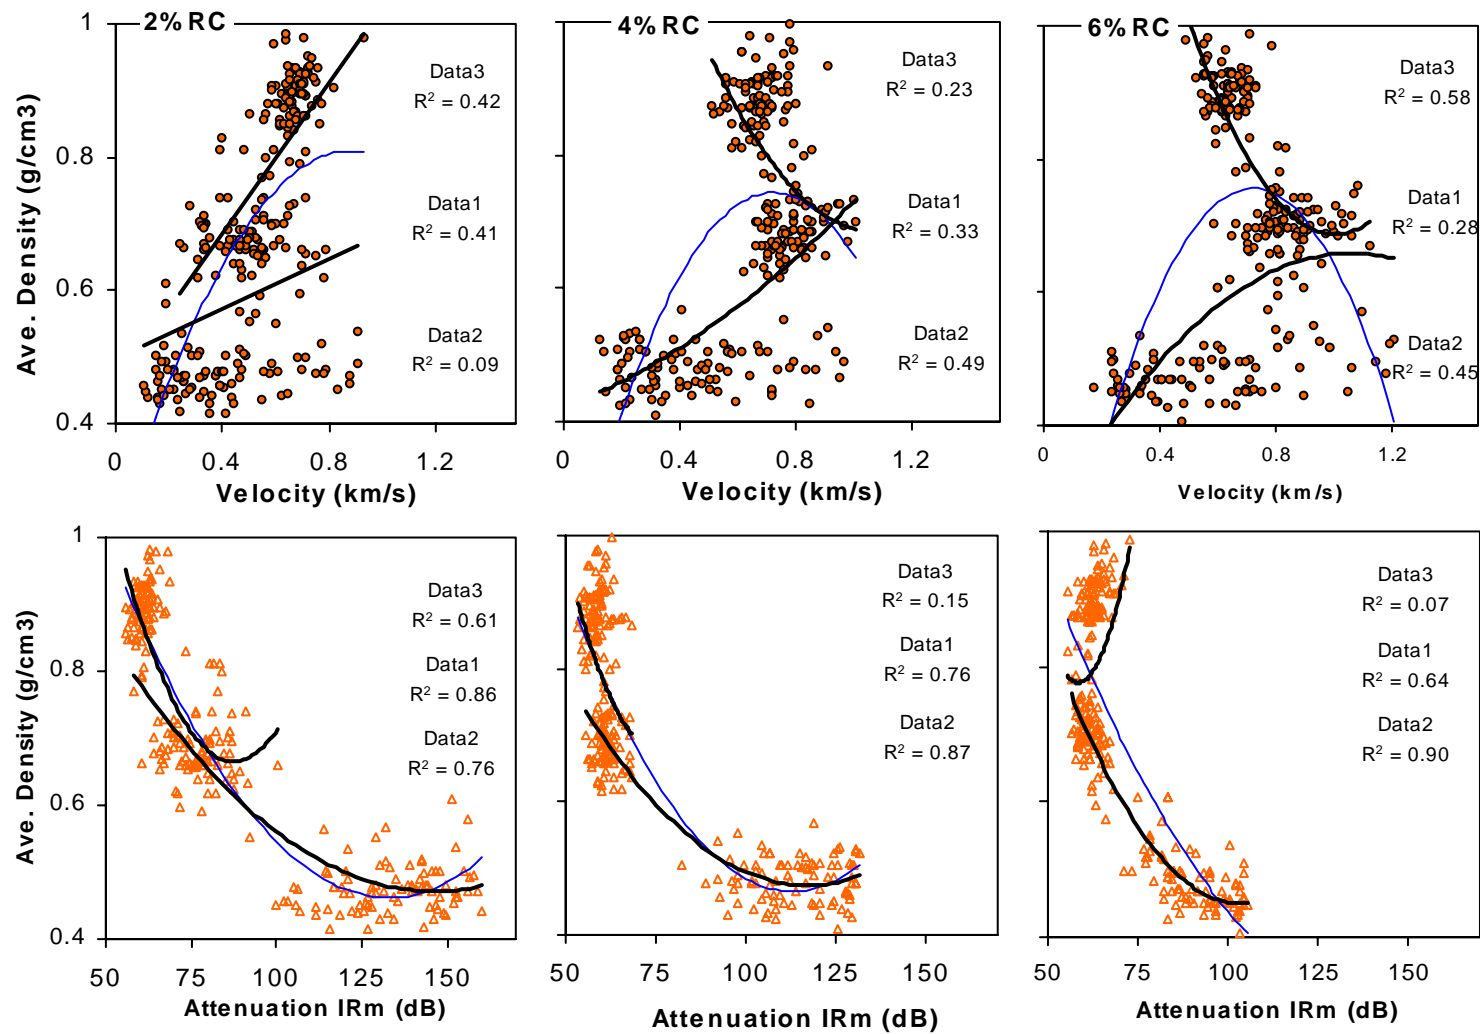 2% RC
Ave. Density (g/cm3)
1
0.8
0.6
0.4
Data3
R² = 0.42
Data1
R² = 0.41
Data2
R² = 0.09
0
0.4
0.8
1.2
Velocity (km/s)
4% RC
Data3
R² = 0.23
Data1
R² = 0.33
Data2
R² = 0.49
0
0.4
0.8
1.2
Velocity (km/s)
6% RC
Data3
R² = 0.58
Data1
R² = 0.28
Data2
R² = 0.45
0
0.4
0.8
1.2
Velocity (km/s)
Ave. Density (g/cm3)
1
0.8
0.6
0.4
Data3
R² = 0.61
Data1
R² = 0.86
Data2
R² = 0.76
50
75
100
125
150
Attenuation IRm (dB)
Data3
R² = 0.15
Data1
R² = 0.76
Data2
R² = 0.87
50
75
100
125
150
Attenuation IRm (dB)
Data3
R² = 0.07
Data1
R² = 0.64
Data2
R² = 0.90
50
75
100
125
150
Attenuation IRm (dB)